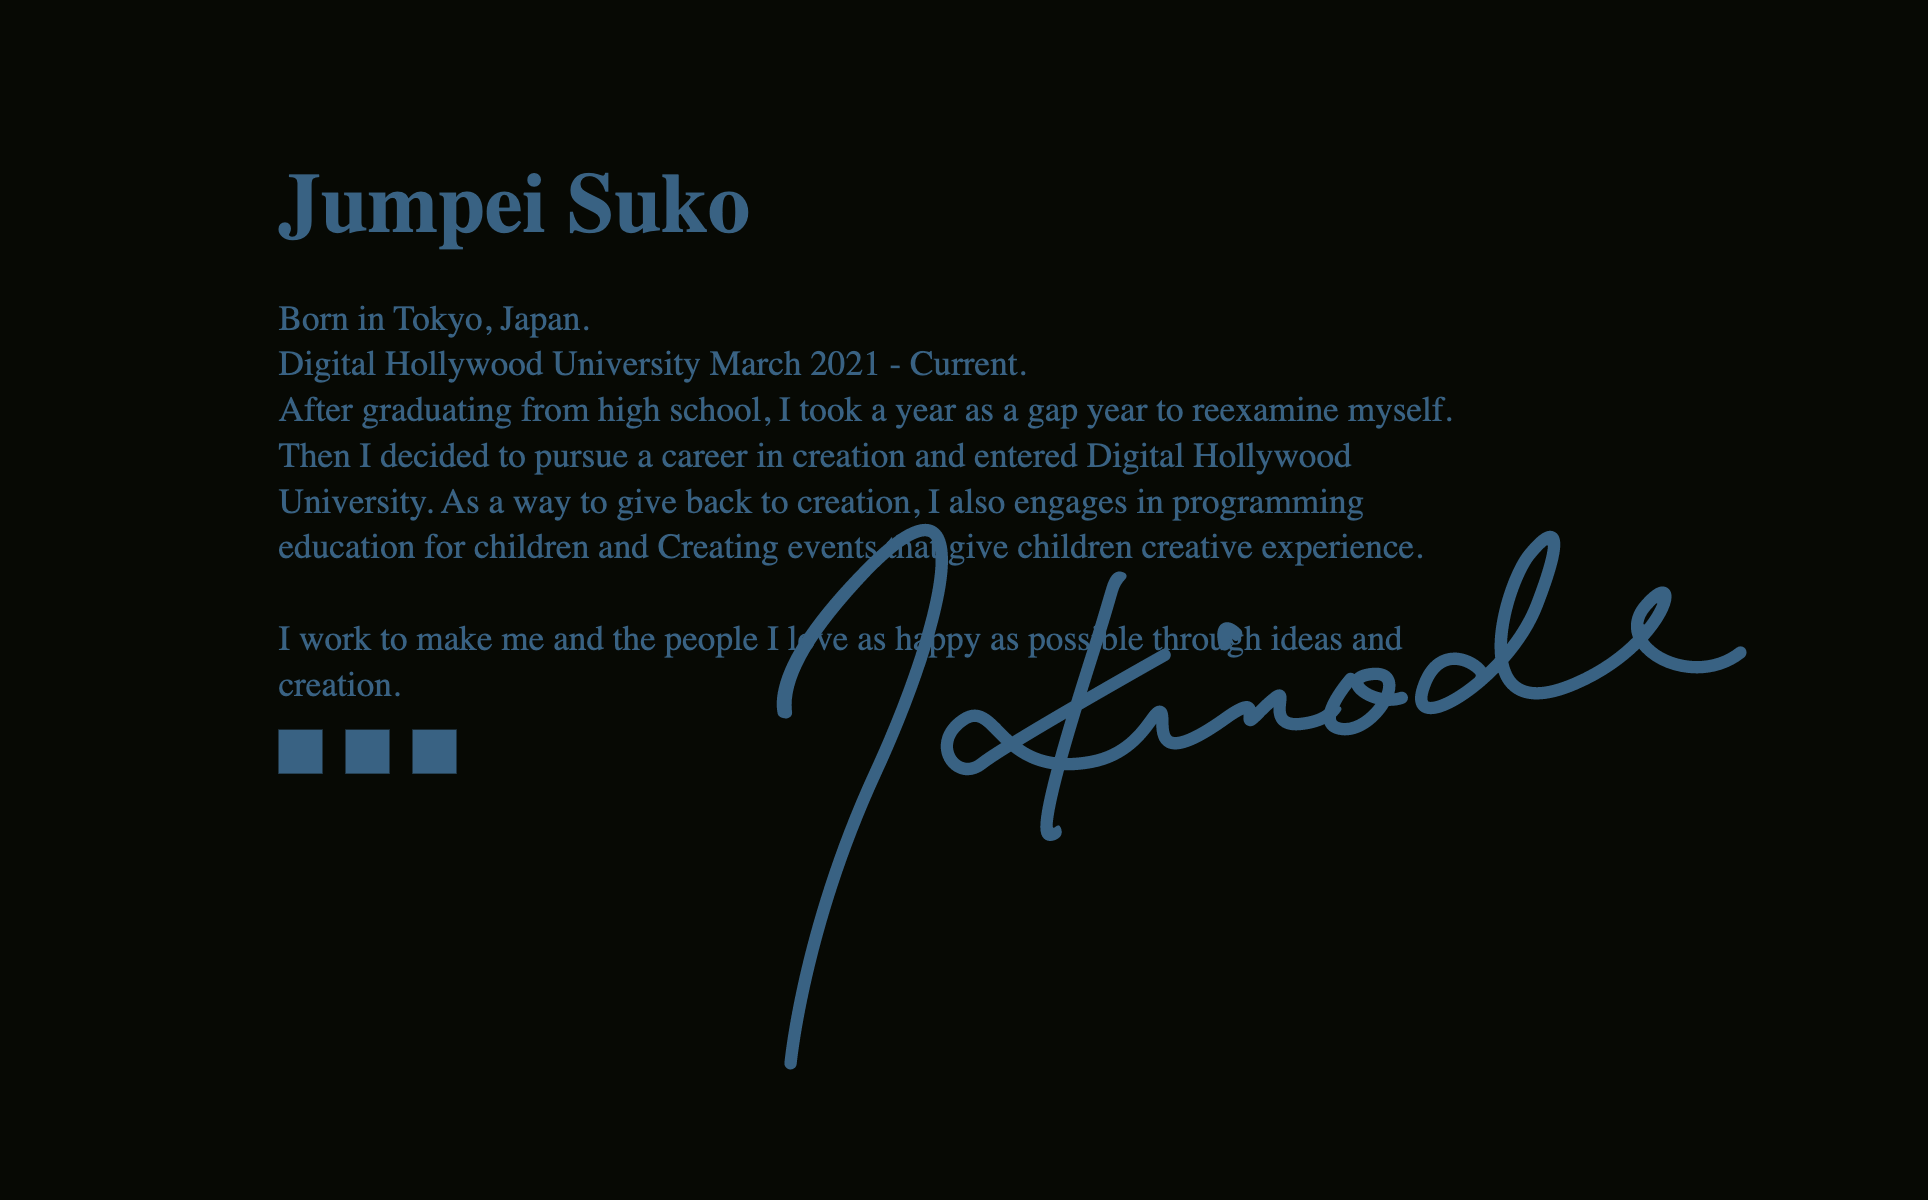 Jumpei Suko
Born in Tokyo, Japan.
Digital Hollywood University March 2021 - Current.
After graduating from high school, I took a year as a gap year to reexamine myself.
Then I decided to pursue a career in creation and entered Digital Hollywood
University. As a way to give back to creation, I also engages in programming
education for children and Creating events that give children creative experience.
I work to make me and the people I love as happy as possible through ideas and
creation.